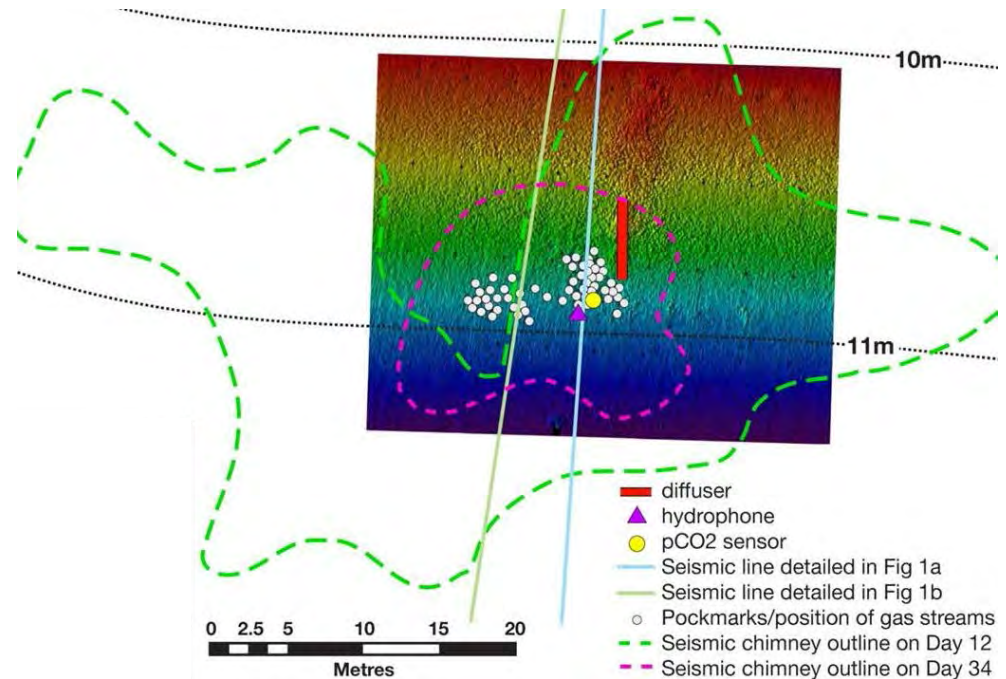 10m
11m
diffuser
hydrophone
pCO2 sensor
Seismic line detailed in Fig 1a
Seismic line detailed in Fig 1b
Pockmarks/position of gas streams
Seismic chimney outline on Day 12
Seismic chimney outline on Day 34
0 2.5 5 10 15 20
Metres